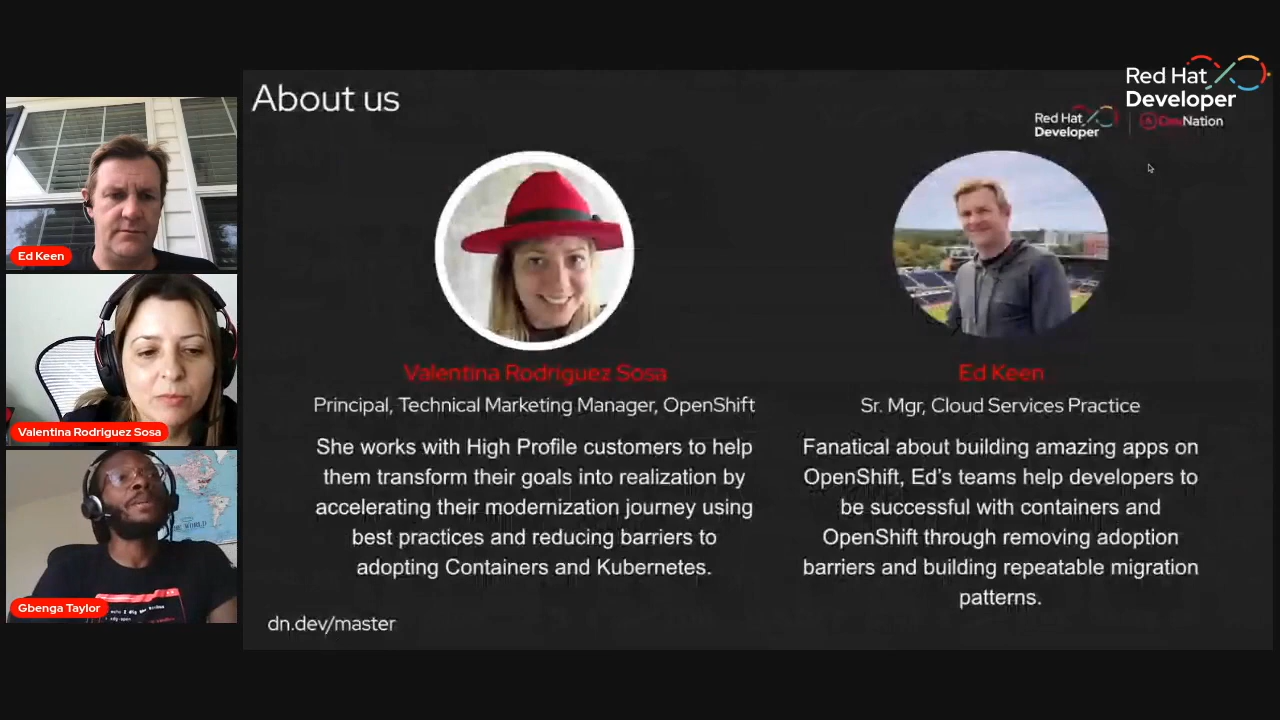 About us
Red Hat
Developer
Red Hat
Developer
DevNation
Ed Keen
Valentina Rodriguez Sosa
Gbenga Taylor
Valentina Rodriguez Sosa
Principal, Technical Marketing Manager, OpenShift
She works with High Profile customers to help
them transform their goals into realization by
accelerating their modernization journey using
best practices and reducing barriers to
adopting Containers and Kubernetes.
Ed Keen
Sr. Mgr, Cloud Services Practice
Fanatical about building amazing apps on
OpenShift, Ed's teams help developers to
be successful with containers and
OpenShift through removing adoption
barriers and building repeatable migration
patterns.
dn.dev/master